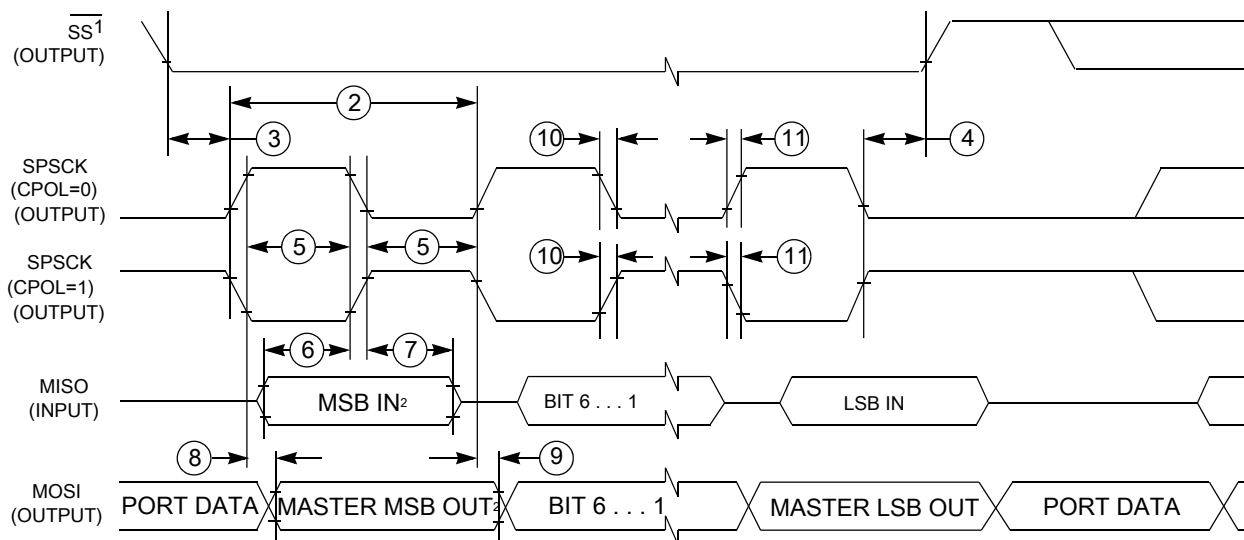 SS1
(OUTPUT)
2
3
10
11
4
SPSCK
(CPOL=0)
(OUTPUT)
5
5
SPSCK
(CPOL=1)
(OUTPUT)
10
11
6
7
MISO
(INPUT)
MSB IN2
BIT 6 . . . 1
LSB IN
8
9
MOSI
(OUTPUT)
PORT DATA
MASTER MSB OUT2
BIT 6 . . . 1
MASTER LSB OUT
PORT DATA